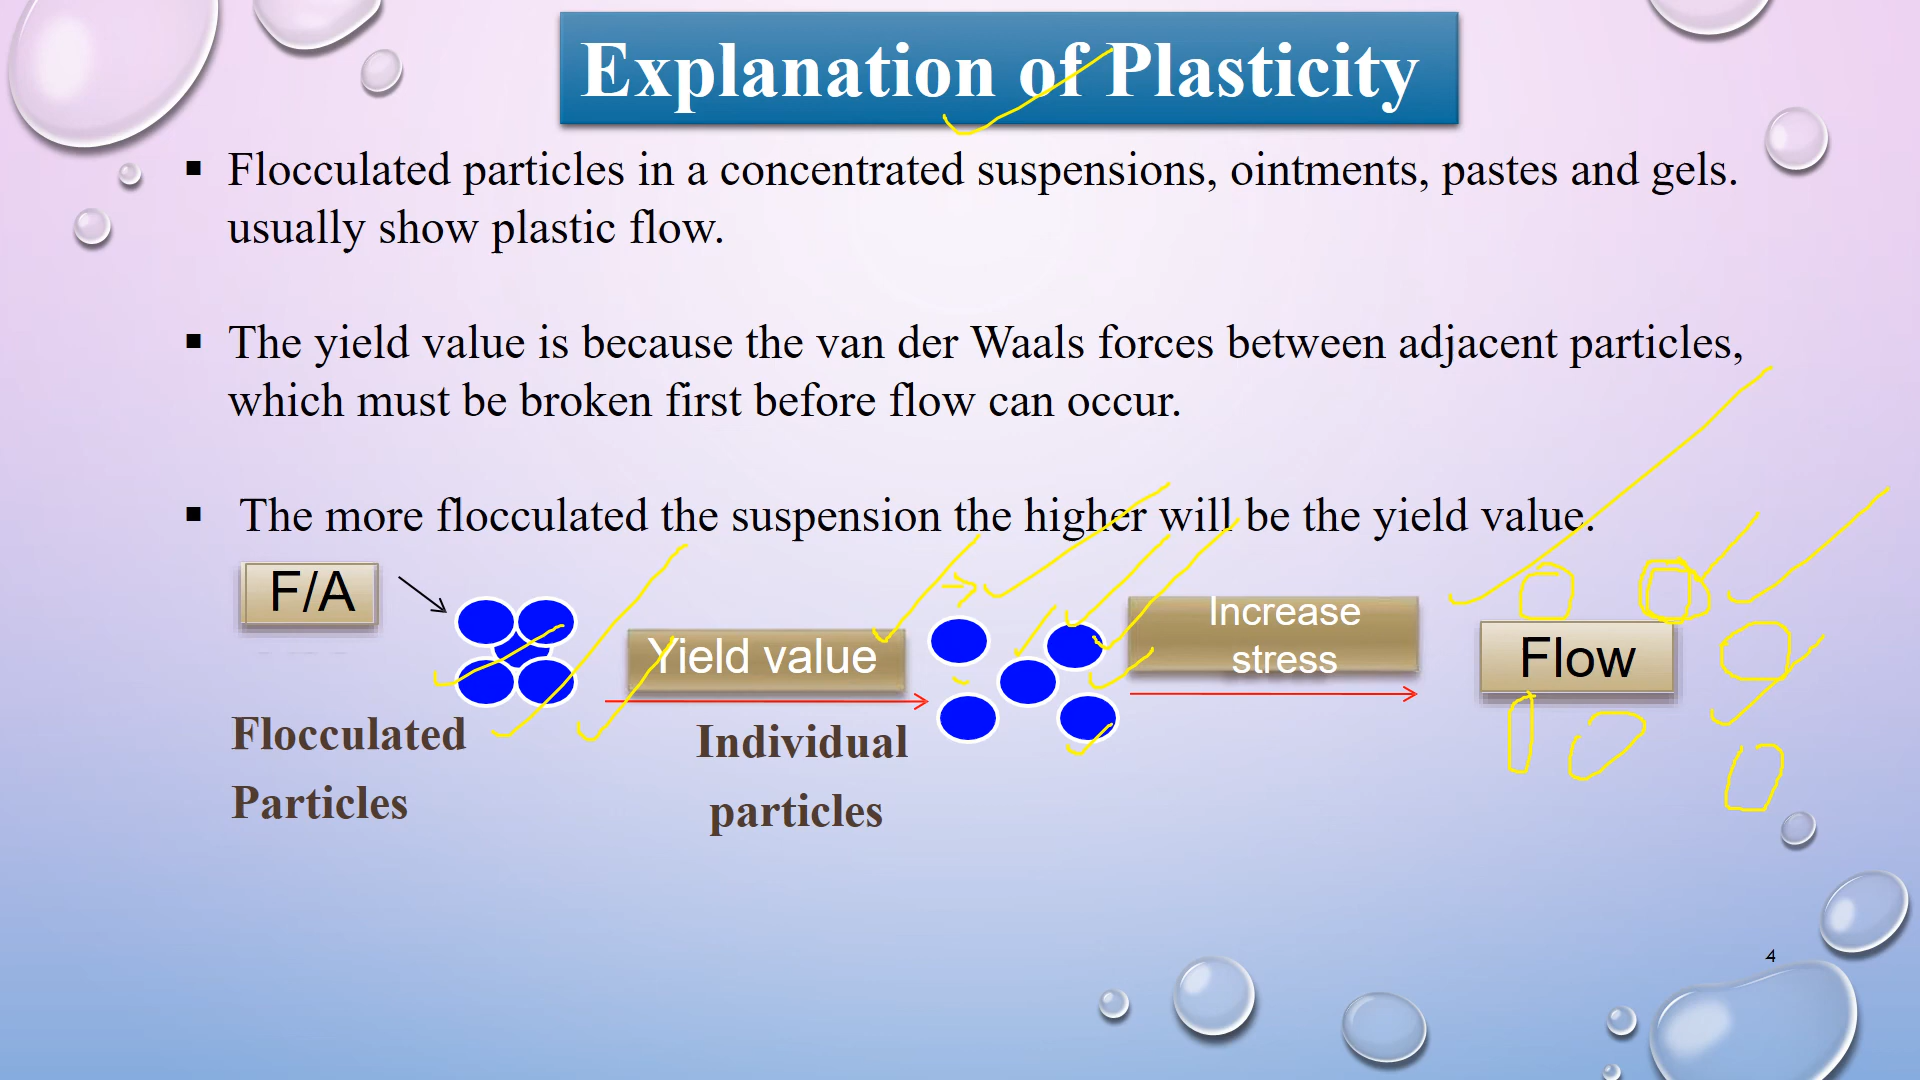 Explanation of Plasticity
▪ Flocculated particles in a concentrated suspensions, ointments, pastes and gels.
usually show plastic flow.
▪ The yield value is because the van der Waals forces between adjacent particles,
which must be broken first before flow can occur.
▪ The more flocculated the suspension the higher will be the yield value.
F/A
Yield value
Increase
stress
Flow
Flocculated
Particles
Individual
particles
4